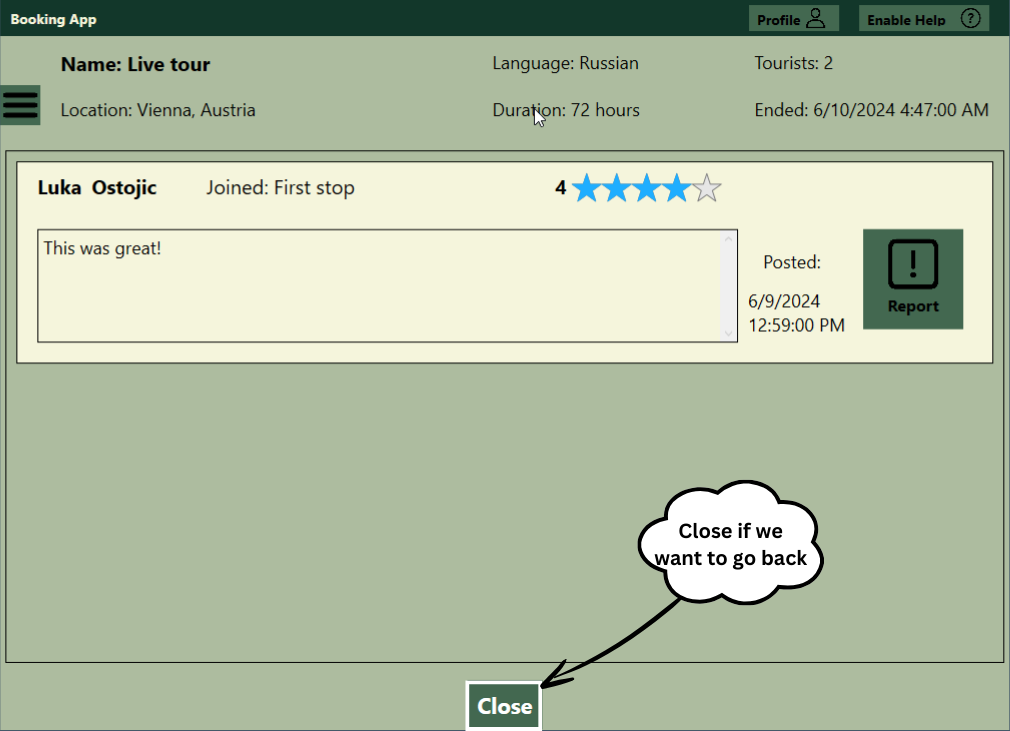 Booking App
Profile
Enable Help ?
Name: Live tour
Language: Russian
Tourists: 2
Location: Vienna, Austria
Duration: 72 hours
Ended: 6/10/2024 4:47:00 AM
Luka  Ostojic
Joined: First stop
4
This was great!
Posted:
6/9/2024
12:59:00 PM
!
Report
Close if we
want to go back
Close